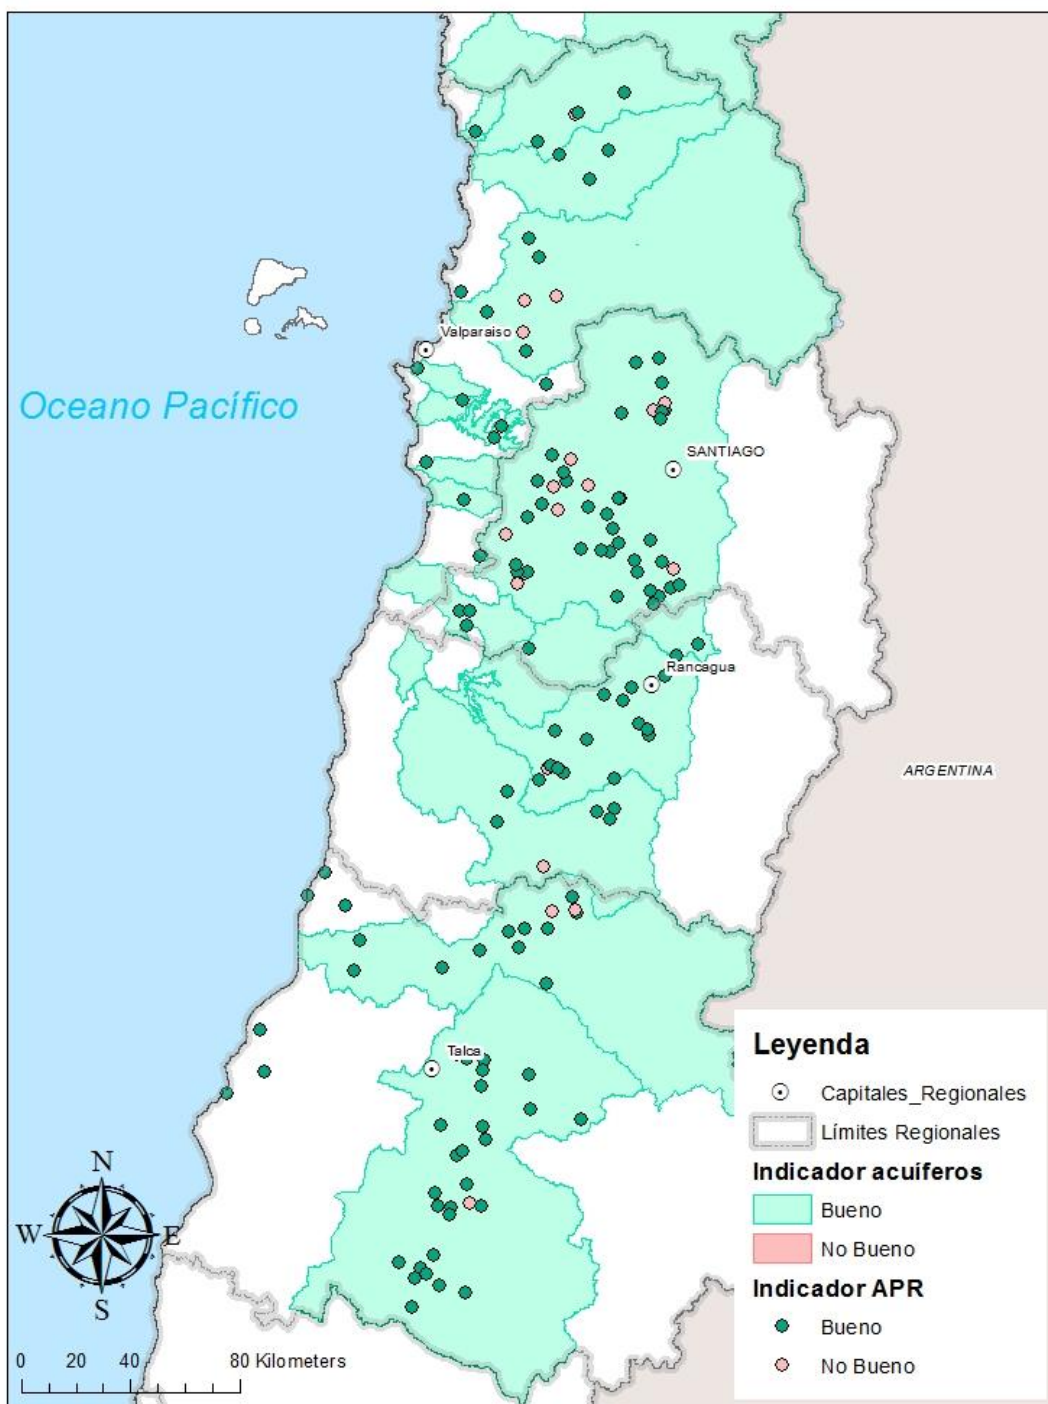 Valparaiso
Oceano Pacífico
SANTIAGO
Rancagua
ARGENTINA
Talca
Leyenda
Capitales_Regionales
Límites Regionales
Indicador acuíferos
Bueno
No Bueno
Indicador APR
Bueno
No Bueno
N
W E
S
0 20 40 80 Kilometers